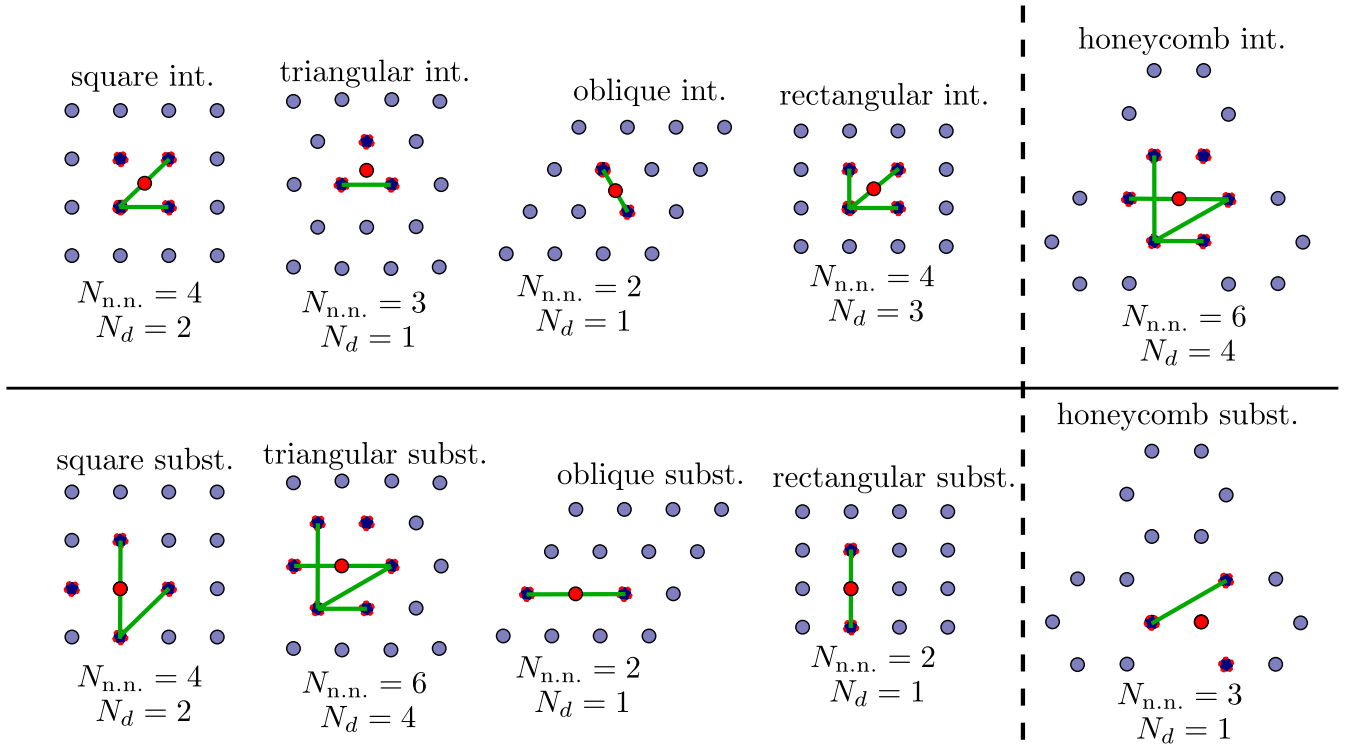 square int.
N_n.n. = 4
N_d = 2
triangular int.
N_n.n. = 3
N_d = 1
oblique int.
N_n.n. = 2
N_d = 1
rectangular int.
N_n.n. = 4
N_d = 3
honeycomb int.
N_n.n. = 6
N_d = 4
square subst.
N_n.n. = 4
N_d = 2
triangular subst.
N_n.n. = 6
N_d = 4
oblique subst.
N_n.n. = 2
N_d = 1
rectangular subst.
N_n.n. = 2
N_d = 1
honeycomb subst.
N_n.n. = 3
N_d = 1